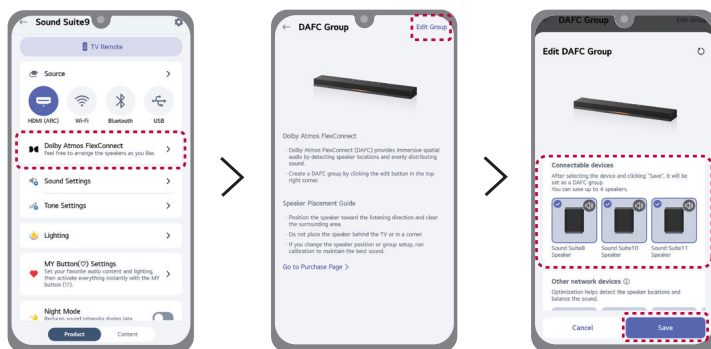 Sound Suite9
TV Remote
Source
HDMI (ARC)
Wi-Fi
Bluetooth
USB
Dolby Atmos FlexConnect
Feel free to arrange the speakers as you like.
Sound Settings
Tone Settings
Lighting
MY Button(♡) Settings
Set your favorite audio content and lighting,
then activate everything instantly with the MY
button (♡).
Night Mode
Reduces sound intensity during late
Product
Content
DAFC Group
Edit Group
Dolby Atmos FlexConnect
· Dolby Atmos FlexConnect (DAFC) provides immersive spatial
audio by detecting speaker locations and evenly distributing
sound.
· Create a DAFC group by clicking the edit button in the top
right corner.
Speaker Placement Guide
· Position the speaker toward the listening direction and clear
the surrounding area.
· Do not place the speaker behind the TV or in a corner.
· If you change the speaker position or group setup, run
calibration to maintain the best sound.
Go to Purchase Page >
DAFC Group
Edit Group
Edit DAFC Group
Connectable devices
After selecting the device and clicking "Save", it will be
set as a DAFC group.
You can save up to 4 speakers.
Sound Suite8
Speaker
Sound Suite10
Speaker
Sound Suite11
Speaker
Other network devices ⓘ
Optimization helps detect the speaker locations and
balance the sound.
Cancel
Save